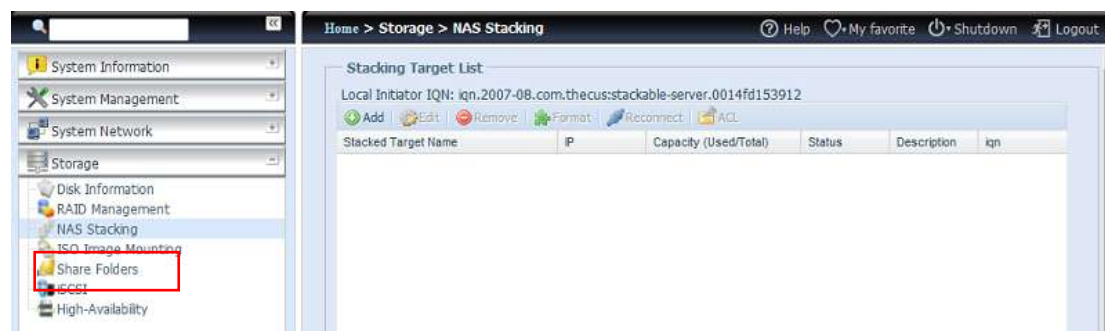 Home > Storage > NAS Stacking
Help My favorite Shutdown Logout
System Information
System Management
System Network
Storage
Disk Information
RAID Management
NAS Stacking
ISO Image Mounting
Share Folders
iSCSI
High-Availability
Stacking Target List
Local Initiator IQN: iqn.2007-08.com.thecus:stackable-server.0014fd153912
Add Edit Remove Format Reconnect ACL
Stacked Target Name IP Capacity (Used/Total) Status Description iqn